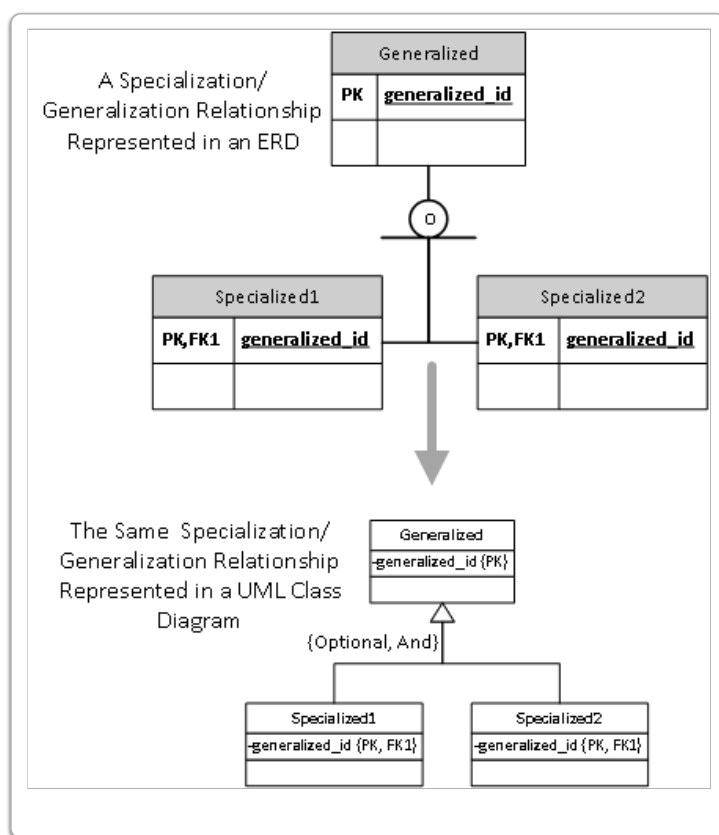 Generalized
A Specialization/
Generalization Relationship
Represented in an ERD
PK generalized_id
o
Specialized1
PK,FK1 generalized_id
Specialized2
PK,FK1 generalized_id
The Same Specialization/
Generalization Relationship
Represented in a UML Class
Diagram
Generalized
-generalized_id {PK}
{Optional, And}
Specialized1
-generalized_id {PK, FK1}
Specialized2
-generalized_id {PK, FK1}